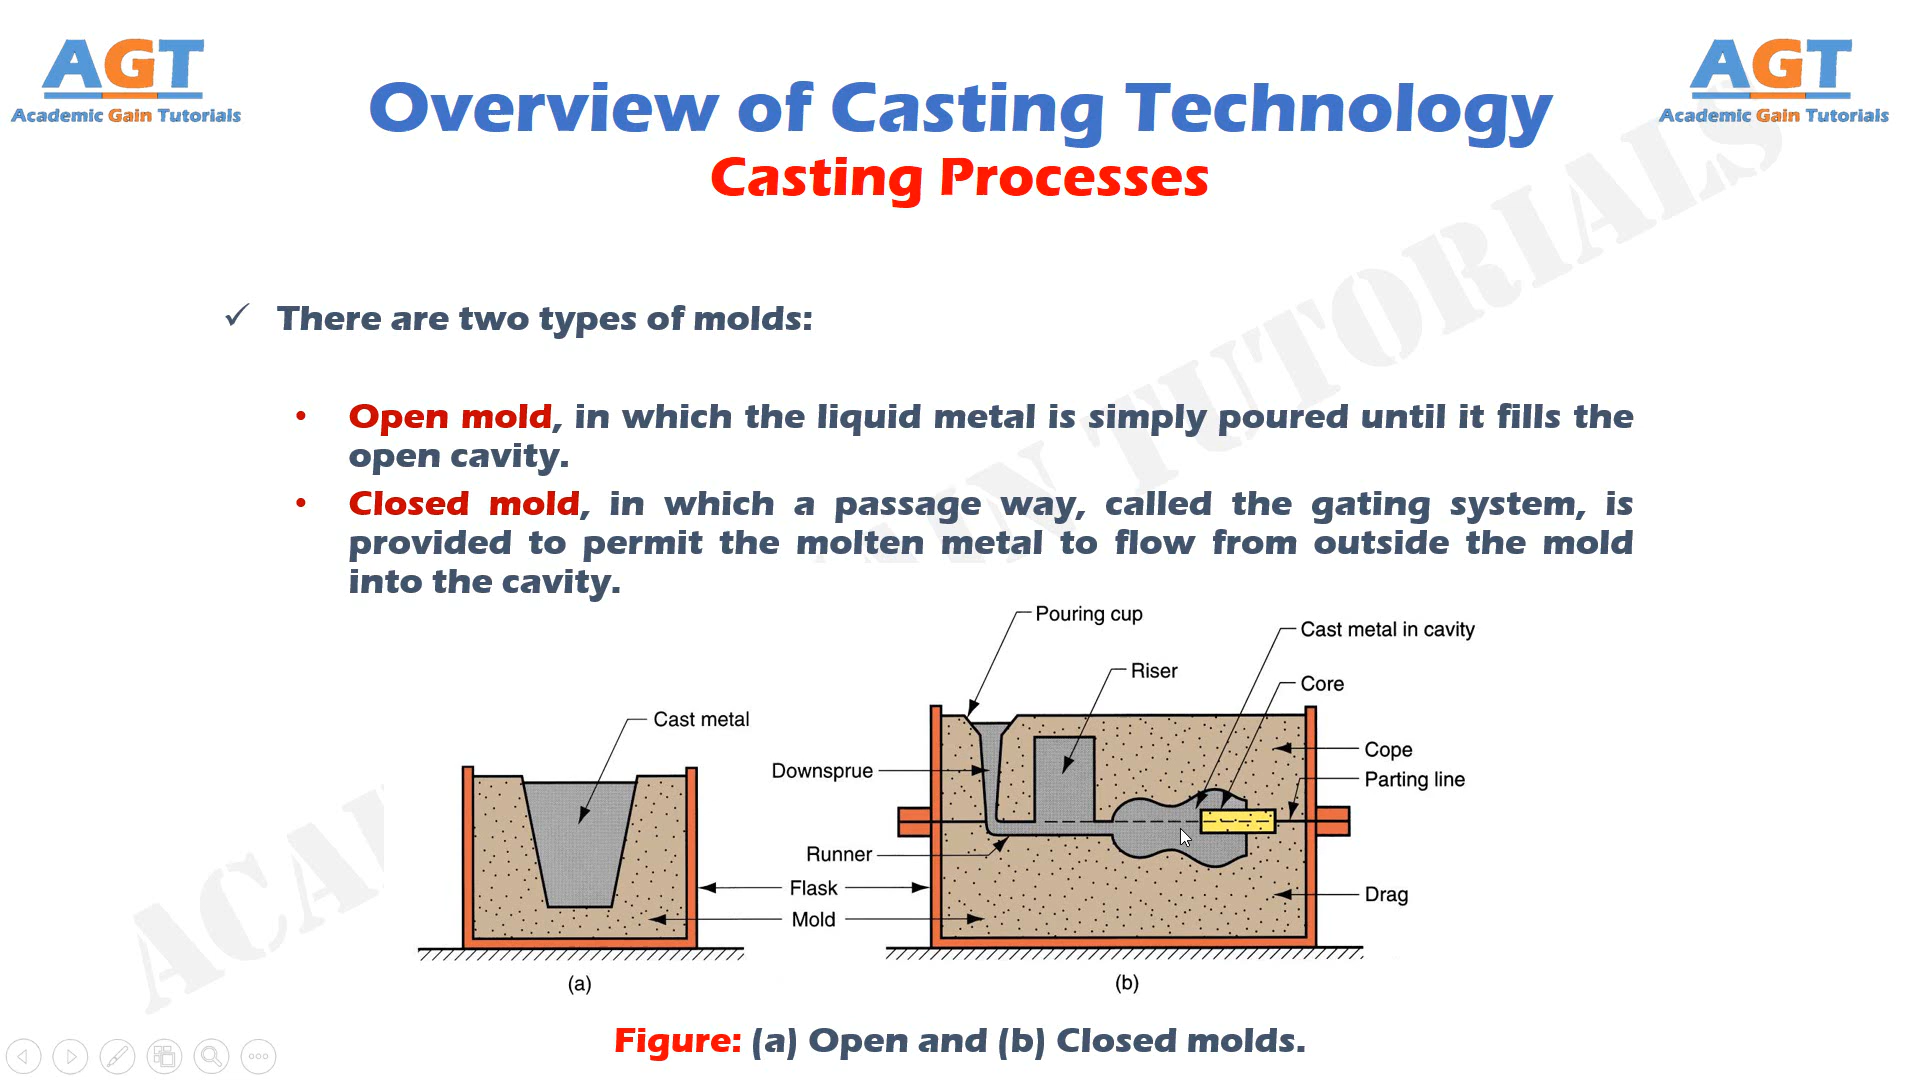 AGT
Academic Gain Tutorials
AGT
Academic Gain Tutorials
Overview of Casting Technology
Casting Processes
✓ There are two types of molds:
• Open mold, in which the liquid metal is simply poured until it fills the
open cavity.
• Closed mold, in which a passage way, called the gating system, is
provided to permit the molten metal to flow from outside the mold
into the cavity.
Pouring cup
Cast metal in cavity
Riser
Core
Cast metal
Cope
Downsprue
Parting line
Runner
Flask
Drag
Mold
(a)
(b)
Figure: (a) Open and (b) Closed molds.